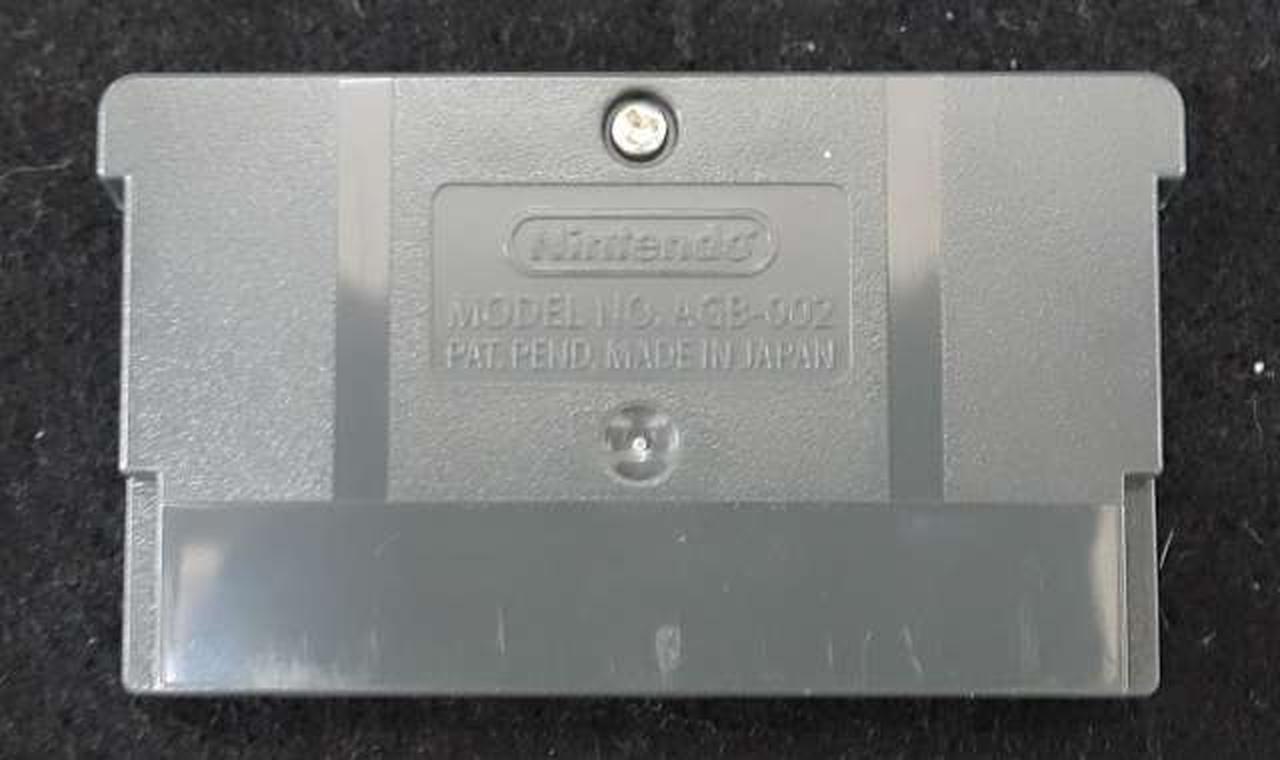 Nintendo
MODEL NO. AGB-002
PAT. PEND. MADE IN JAPAN